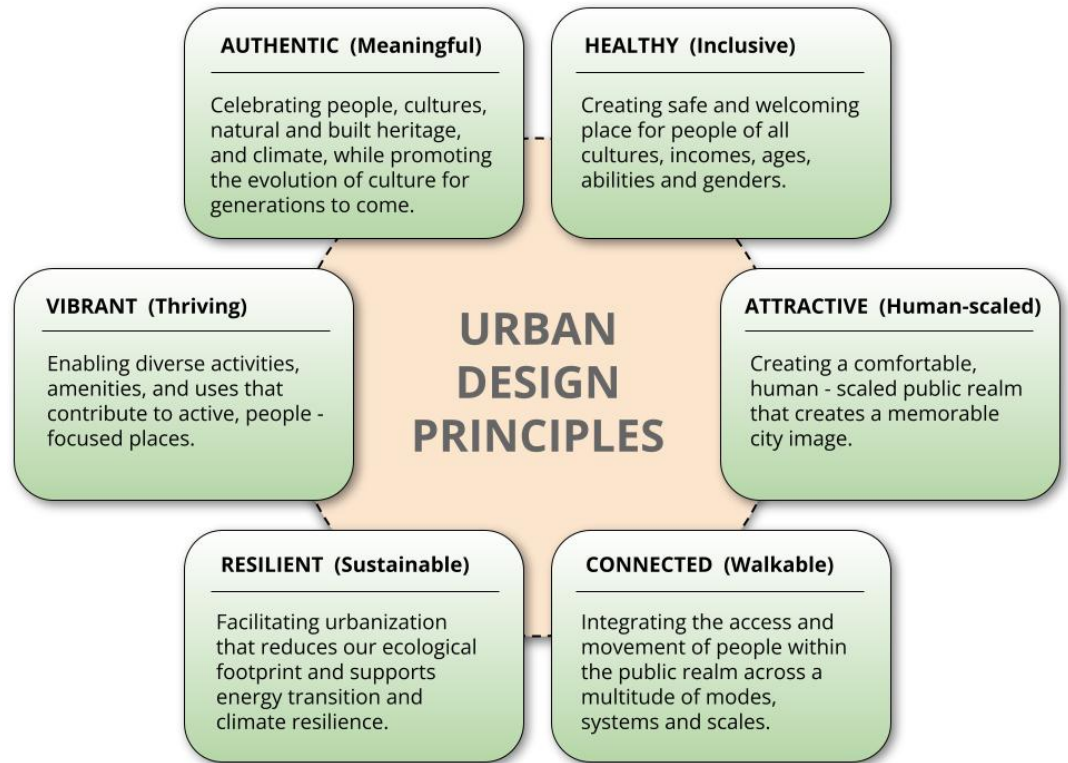 AUTHENTIC (Meaningful)
Celebrating people, cultures,
natural and built heritage,
and climate, while promoting
the evolution of culture for
generations to come.
HEALTHY (Inclusive)
Creating safe and welcoming
place for people of all
cultures, incomes, ages,
abilities and genders.
VIBRANT (Thriving)
Enabling diverse activities,
amenities, and uses that
contribute to active, people -
focused places.
URBAN
DESIGN
PRINCIPLES
ATTRACTIVE (Human-scaled)
Creating a comfortable,
human - scaled public realm
that creates a memorable
city image.
RESILIENT (Sustainable)
Facilitating urbanization
that reduces our ecological
footprint and supports
energy transition and
climate resilience.
CONNECTED (Walkable)
Integrating the access and
movement of people within
the public realm across a
multitude of modes,
systems and scales.